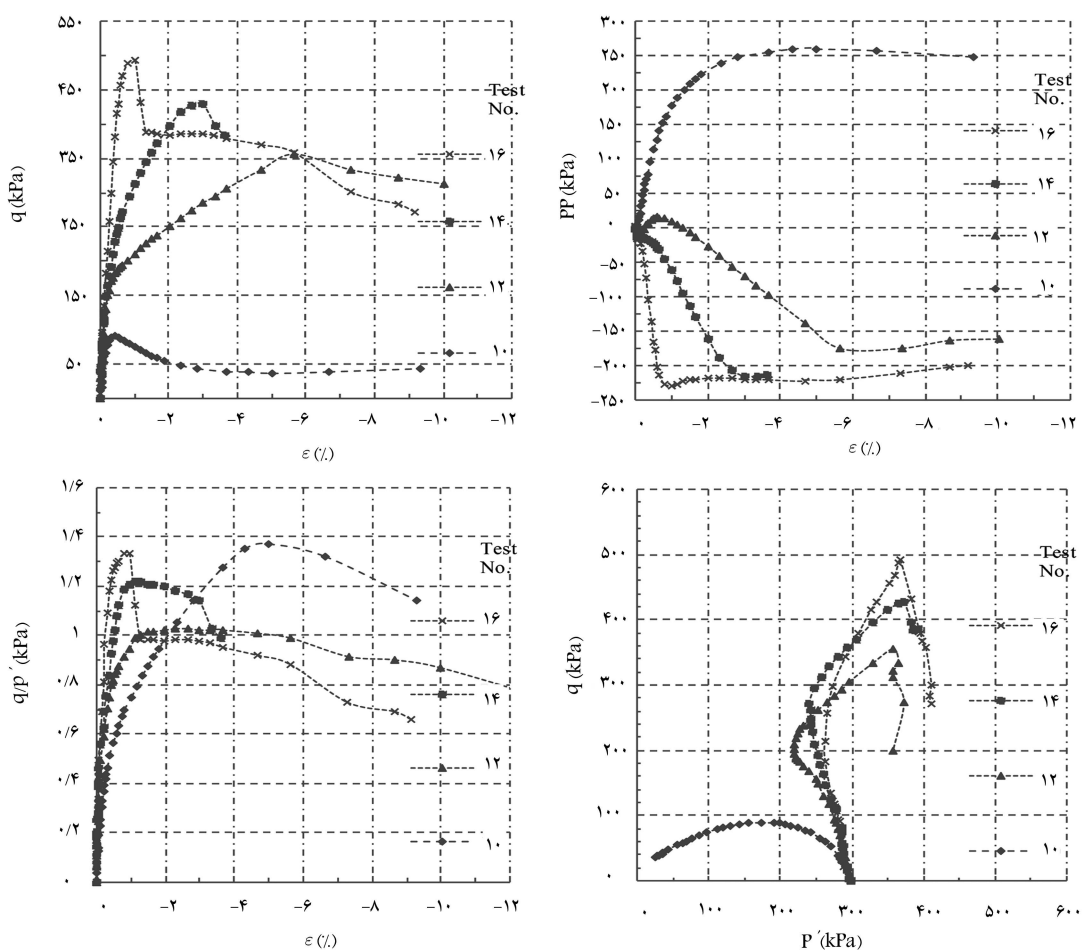 ۵۵۰
۴۵۰
۳۵۰
۲۵۰
۱۵۰
۵۰
q (kPa)
۰ −۲ −۴ −۶ −۸ −۱۰ −۱۲
ε (٪)
Test
No.
۱۶
۱۴
۱۲
۱۰
۳۰۰
۲۵۰
۲۰۰
۱۵۰
۱۰۰
۵۰
۰
−۵۰
−۱۰۰
−۱۵۰
−۲۰۰
−۲۵۰
PP (kPa)
۰ −۲ −۴ −۶ −۸ −۱۰ −۱۲
ε (٪)
Test
No.
۱۶
۱۴
۱۲
۱۰
۱/۶
۱/۴
۱/۲
۱
۰/۸
۰/۶
۰/۴
۰/۲
۰
q/p′ (kPa)
۰ −۲ −۴ −۶ −۸ −۱۰ −۱۲
ε (٪)
Test
No.
۱۶
۱۴
۱۲
۱۰
۶۰۰
۵۰۰
۴۰۰
۳۰۰
۲۰۰
۱۰۰
۰
q (kPa)
۰ ۱۰۰ ۲۰۰ ۳۰۰ ۴۰۰ ۵۰۰ ۶۰۰
P′ (kPa)
Test
No.
۱۶
۱۴
۱۲
۱۰